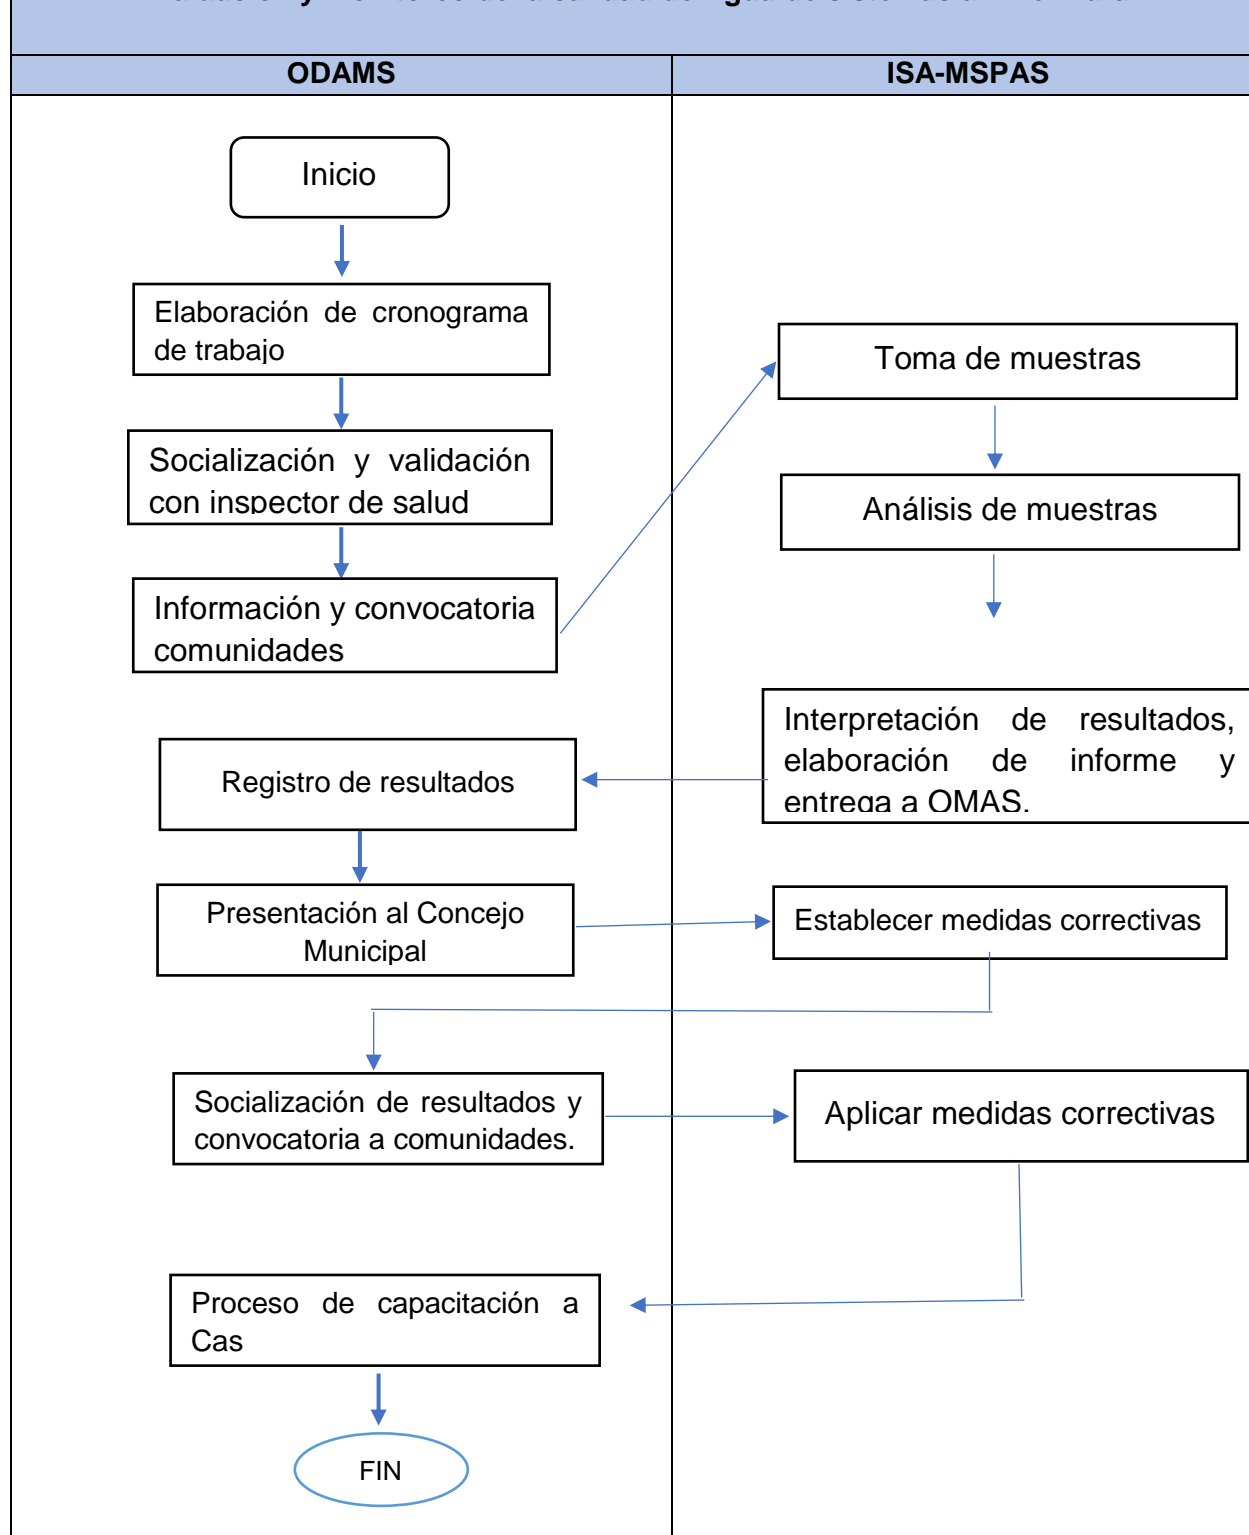 ODAMS
ISA-MSPAS
Inicio
Elaboración de cronograma
de trabajo
Socialización y validación
con inspector de salud
Información y convocatoria
comunidades
Toma de muestras
Análisis de muestras
Interpretación de resultados,
elaboración de informe y
entrega a OMAS.
Registro de resultados
Presentación al Concejo
Municipal
Establecer medidas correctivas
Socialización de resultados y
convocatoria a comunidades.
Aplicar medidas correctivas
Proceso de capacitación a
Cas
FIN